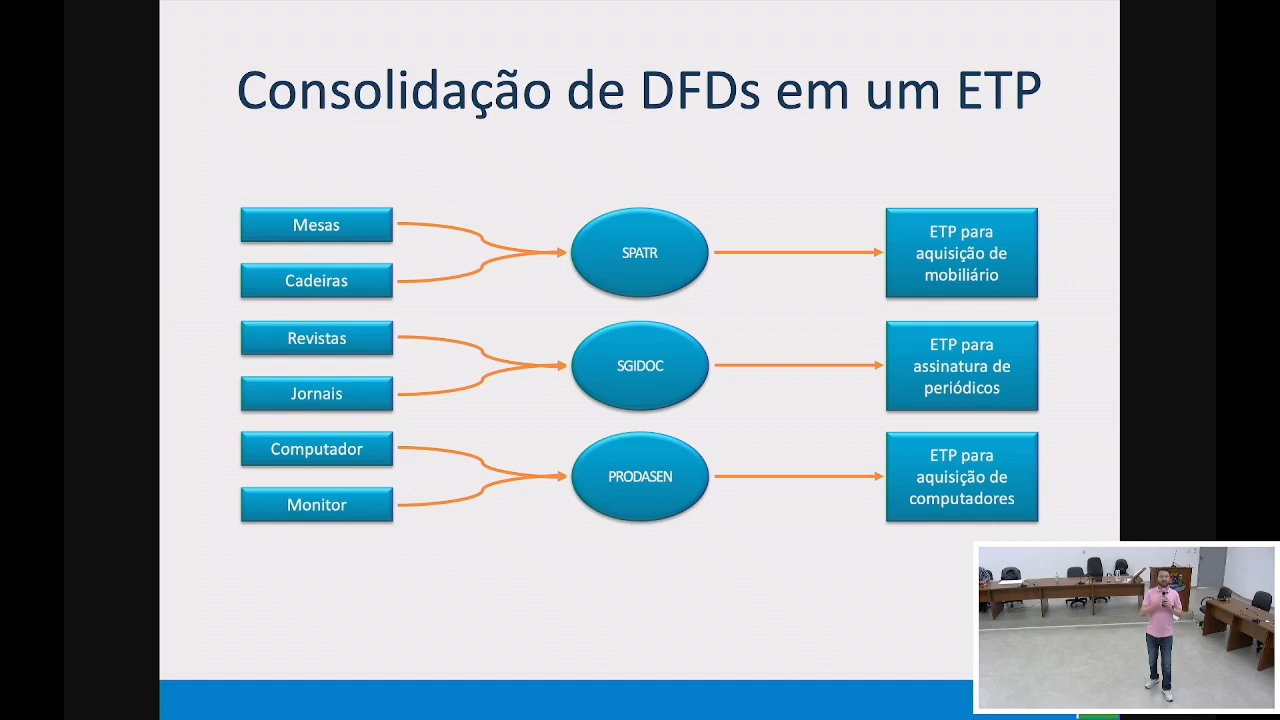 Consolidação de DFDs em um ETP
Mesas
Cadeiras
SPATR
ETP para
aquisição de
mobiliário
Revistas
Jornais
SGIDOC
ETP para
assinatura de
periódicos
Computador
Monitor
PRODASEN
ETP para
aquisição de
computadores